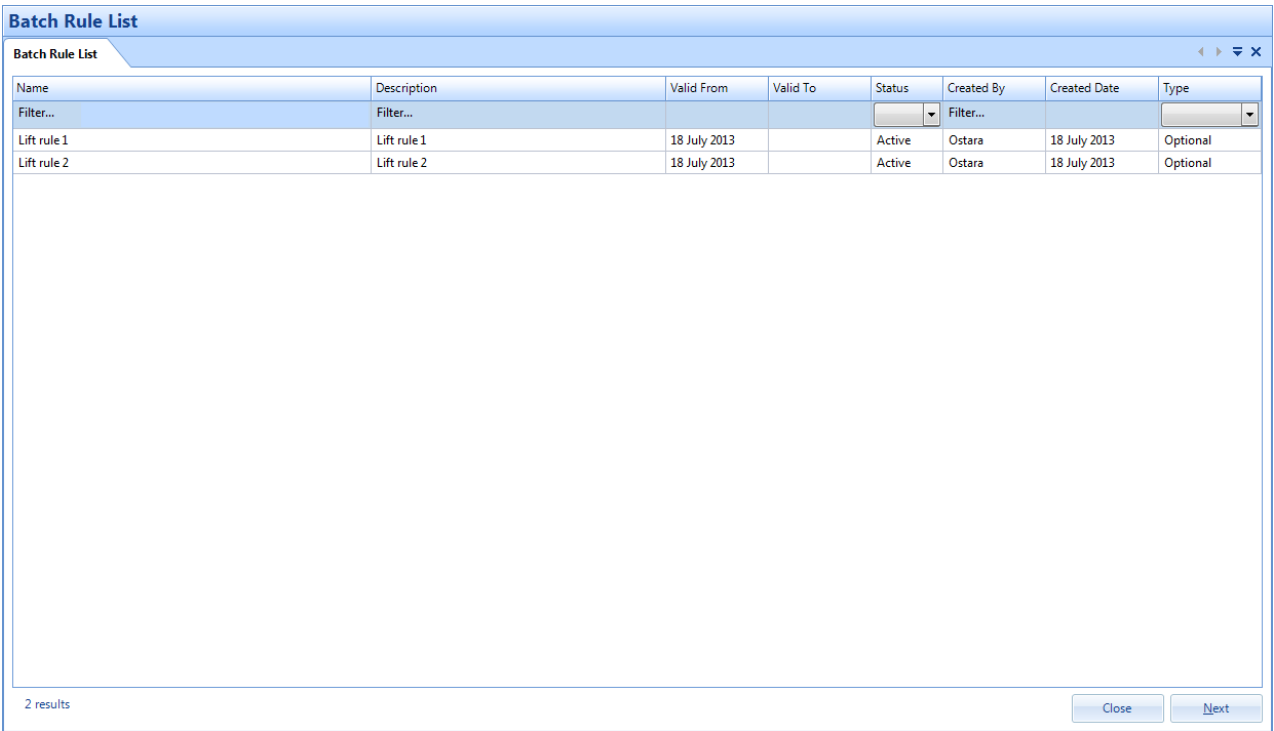 Batch Rule List
Batch Rule List
Name Description Valid From Valid To Status Created By Created Date Type
Filter... Filter... Filter...
Lift rule 1 Lift rule 1 18 July 2013 Active Ostara 18 July 2013 Optional
Lift rule 2 Lift rule 2 18 July 2013 Active Ostara 18 July 2013 Optional
2 results Close Next